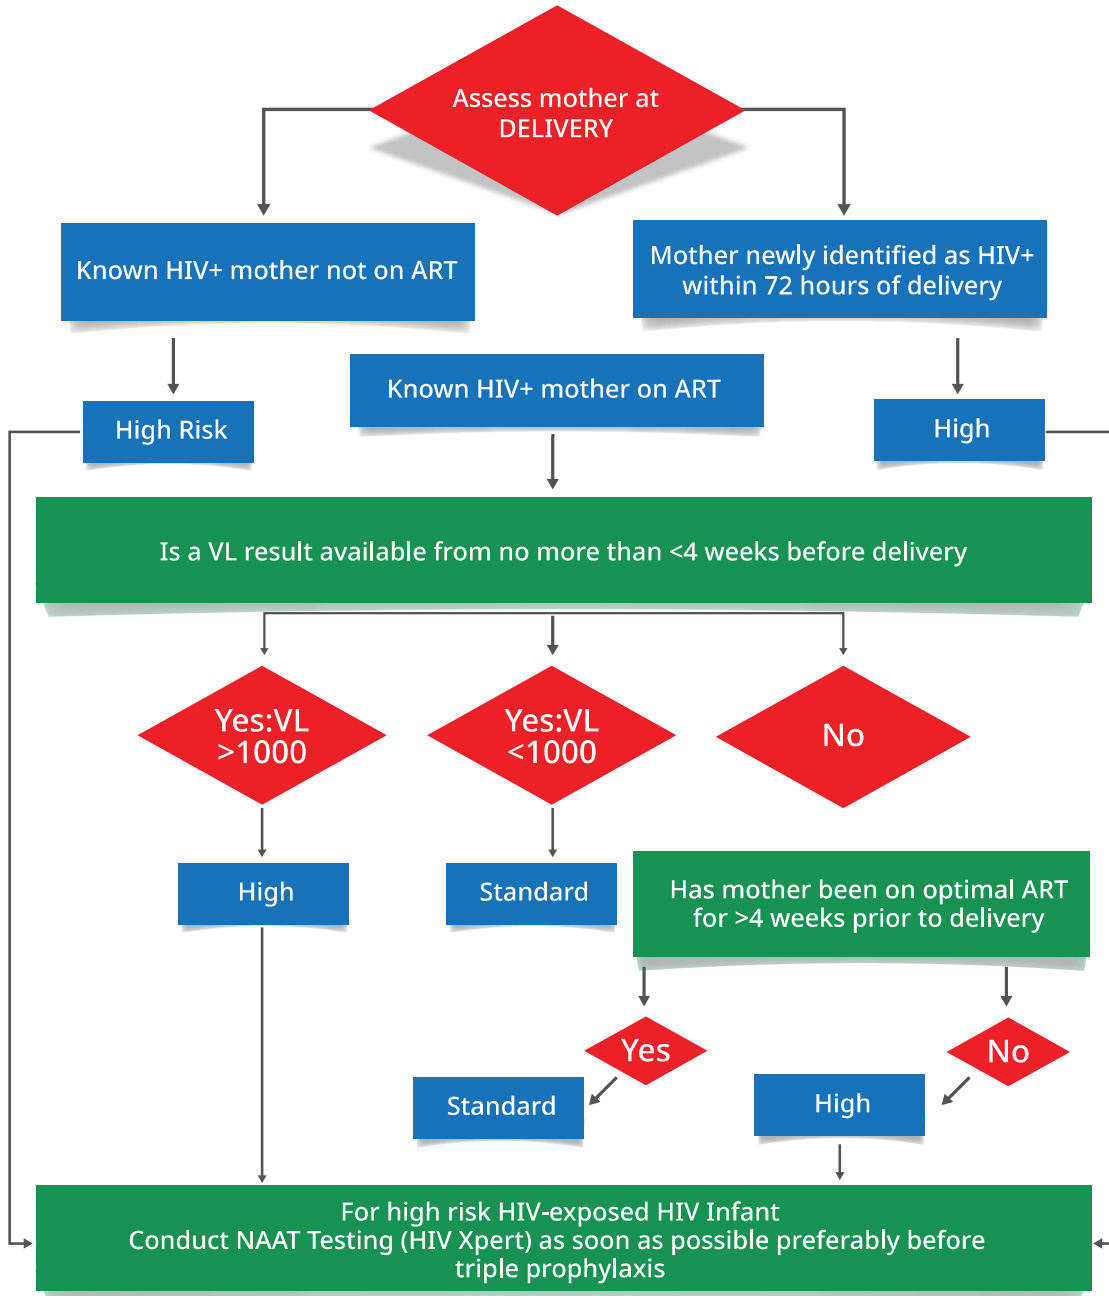 Assess mother at
DELIVERY
Known HIV+ mother not on ART
Mother newly identified as HIV+
within 72 hours of delivery
Known HIV+ mother on ART
High Risk
High
Is a VL result available from no more than <4 weeks before delivery
Yes:VL
>1000
Yes:VL
<1000
No
High
Standard
Has mother been on optimal ART
for >4 weeks prior to delivery
Yes
No
Standard
High
For high risk HIV-exposed HIV Infant
Conduct NAAT Testing (HIV Xpert) as soon as possible preferably before
triple prophylaxis